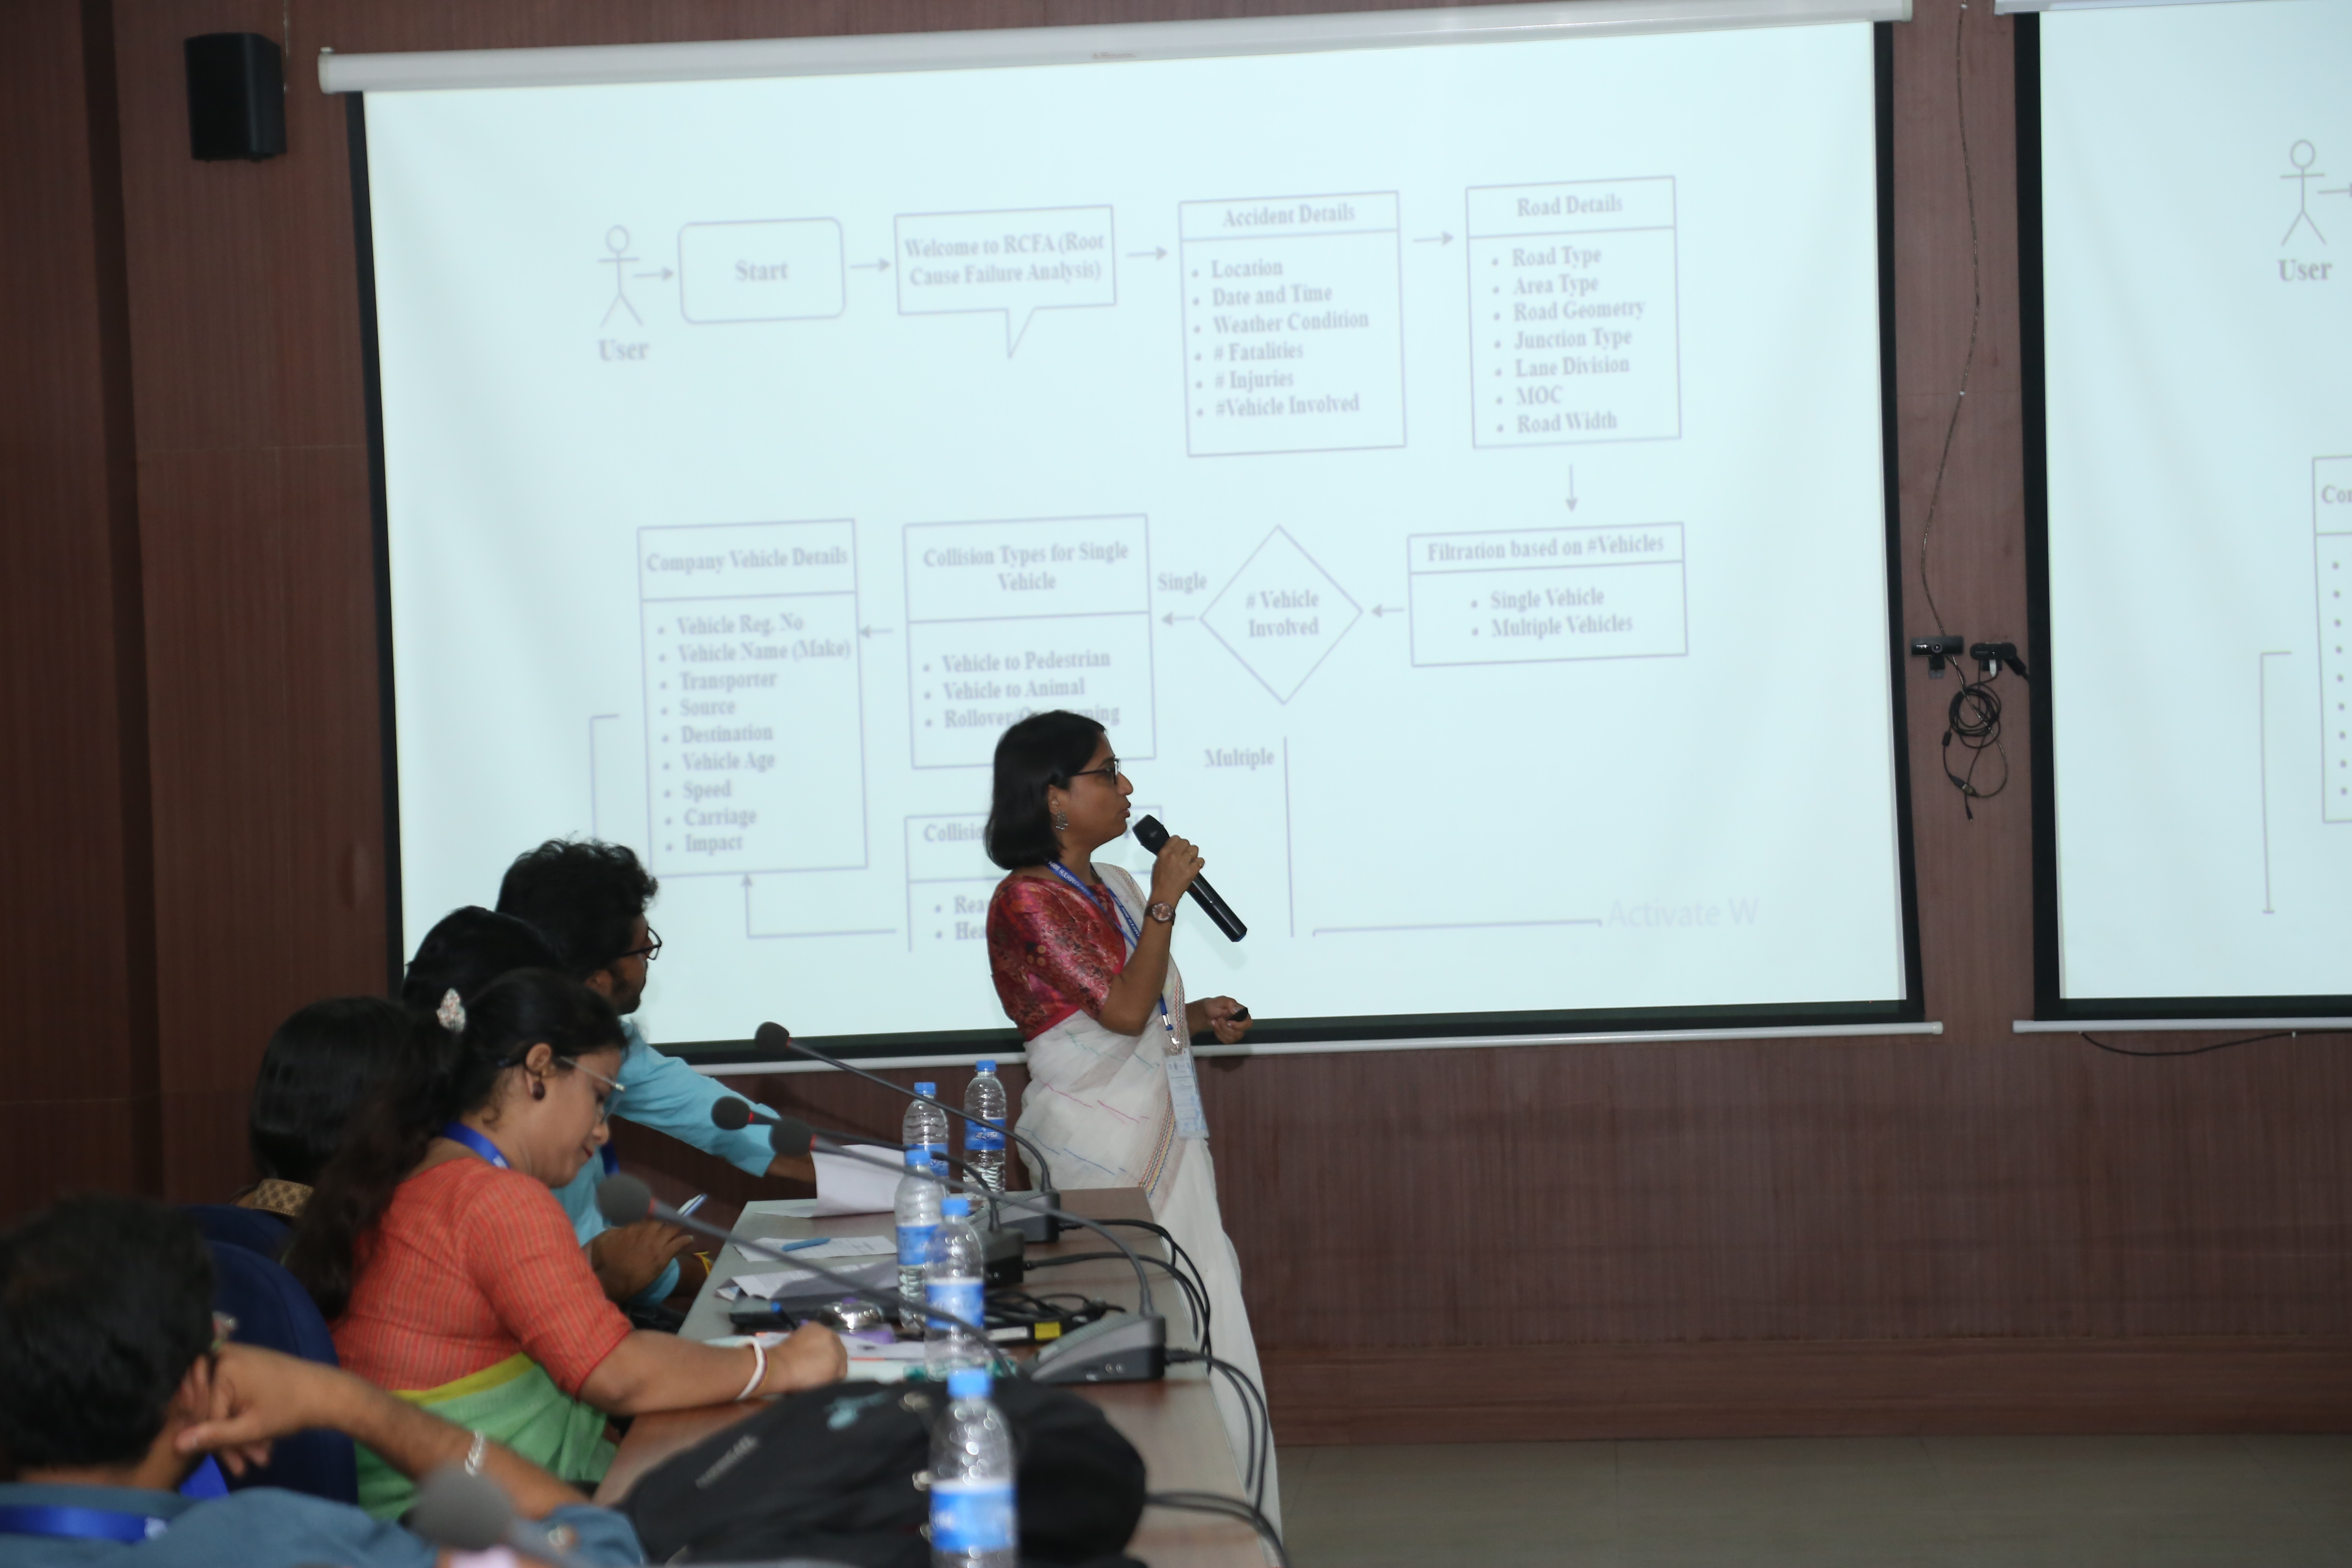 User
Start
Welcome to RCFA (Root
Cause Failure Analysis)
Accident Details
Location
Date and Time
Weather Condition
# Fatalities
# Injuries
#Vehicle Involved
Road Details
Road Type
Area Type
Road Geometry
Junction Type
Lane Division
MOC
Road Width
Filtration based on #Vehicles
Single Vehicle
Multiple Vehicles
# Vehicle
Involved
Single
Multiple
Collision Types for Single
Vehicle
Vehicle to Pedestrian
Vehicle to Animal
Rollover
Company Vehicle Details
Vehicle Reg. No
Vehicle Name (Make)
Transporter
Source
Destination
Vehicle Age
Speed
Carriage
Impact
Activate W
User